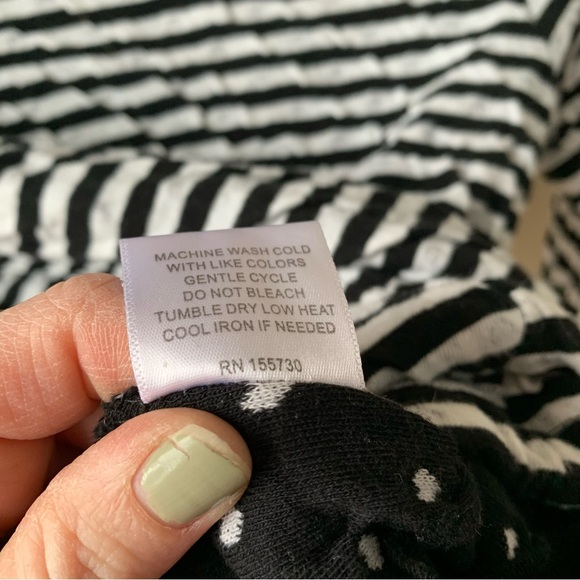 MACHINE WASH COLD
WITH LIKE COLORS
GENTLE CYCLE
DO NOT BLEACH
TUMBLE DRY LOW HEAT
COOL IRON IF NEEDED
RN 155730